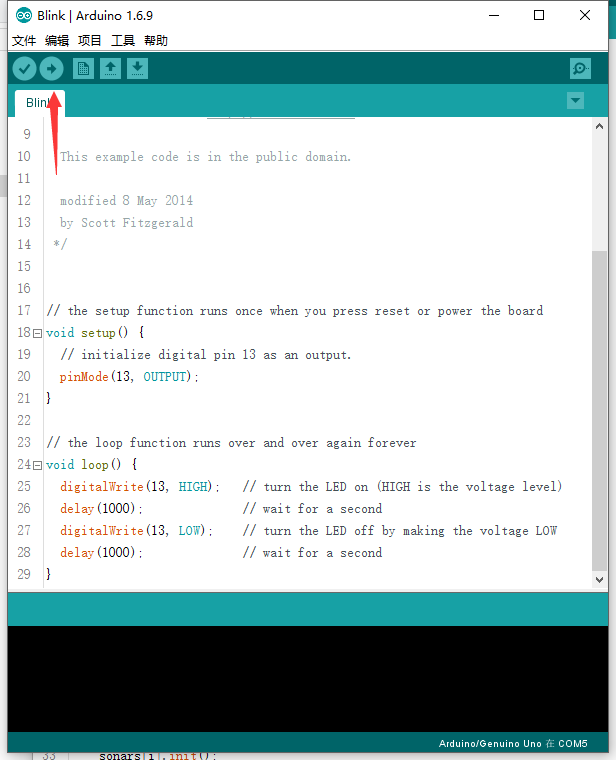 Blink | Arduino 1.6.9
文件 编辑 项目 工具 帮助
Blink
9
10 This example code is in the public domain.
11
12 modified 8 May 2014
13 by Scott Fitzgerald
14 */
15
16
17 // the setup function runs once when you press reset or power the board
18 void setup() {
19 // initialize digital pin 13 as an output.
20 pinMode(13, OUTPUT);
21 }
22
23 // the loop function runs over and over again forever
24 void loop() {
25 digitalWrite(13, HIGH); // turn the LED on (HIGH is the voltage level)
26 delay(1000); // wait for a second
27 digitalWrite(13, LOW); // turn the LED off by making the voltage LOW
28 delay(1000); // wait for a second
29 }
Arduino/Genuino Uno 在 COM5
33 sonars[i].init();